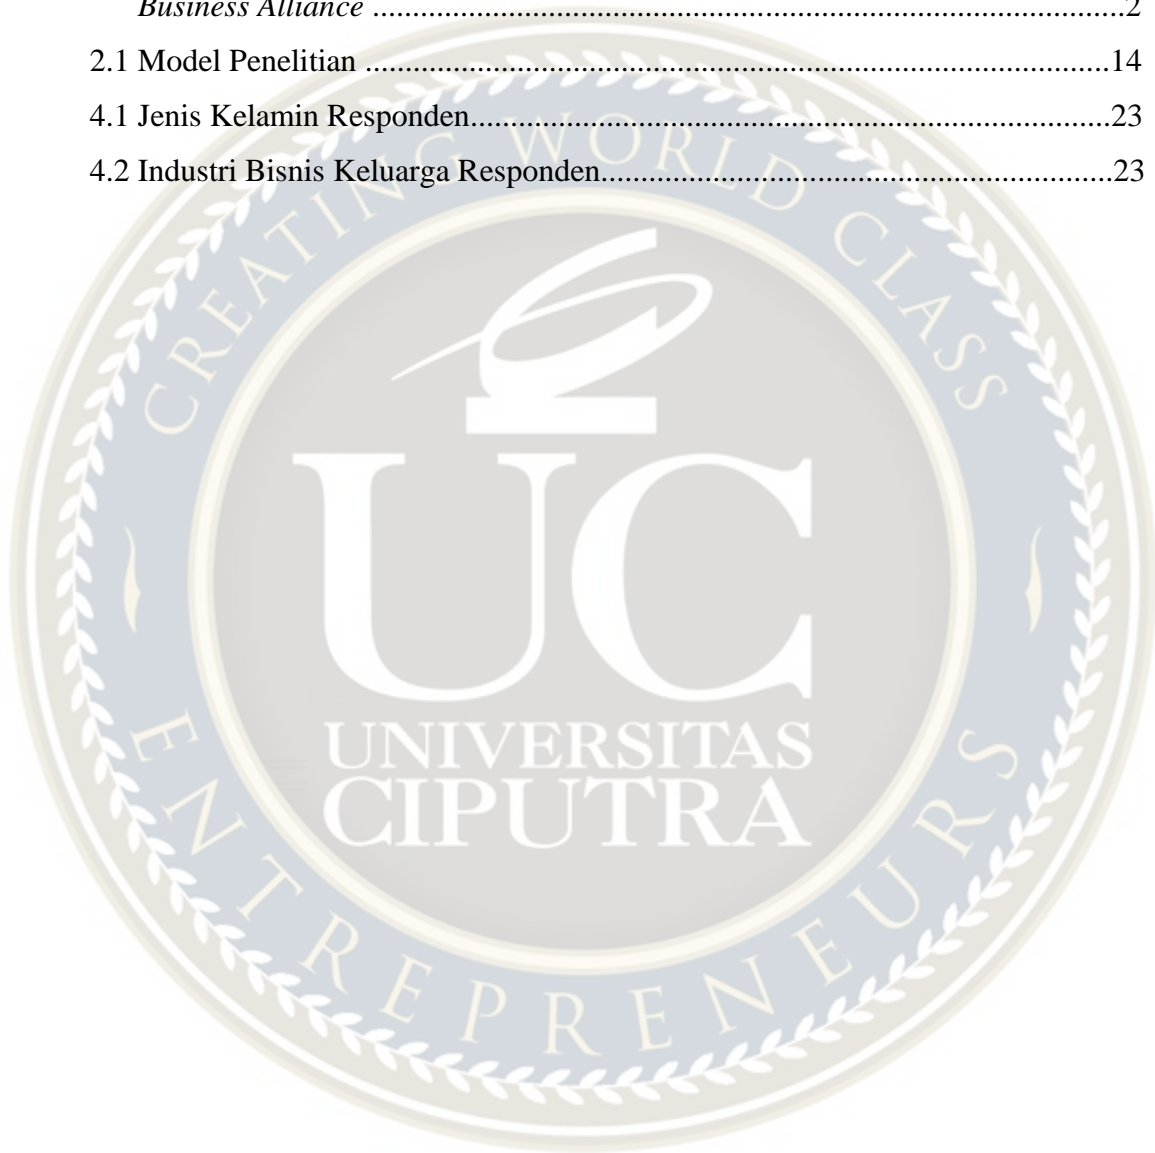 Business Alliance ..............................................................................................2
2.1 Model Penelitian .............................................................................................14
4.1 Jenis Kelamin Responden................................................................................23
4.2 Industri Bisnis Keluarga Responden................................................................23
CREATING WORLD CLASS
UC
UNIVERSITAS
CIPUTRA
ENTREPRENEURS